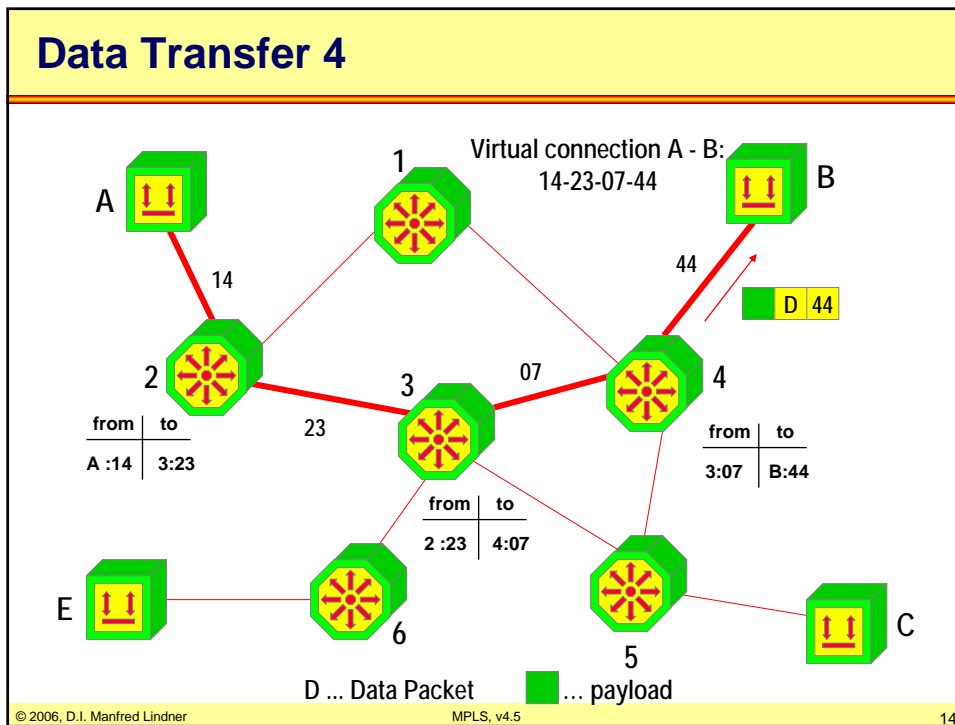 Data Transfer 4
Virtual connection A - B:
14-23-07-44
A
1
B
14
44
D 44
2
3
07
4
23
from to
A :14 3:23
from to
3:07 B:44
from to
2 :23 4:07
E
6
5
C
D ... Data Packet ... payload
© 2006, D.I. Manfred Lindner MPLS, v4.5 14